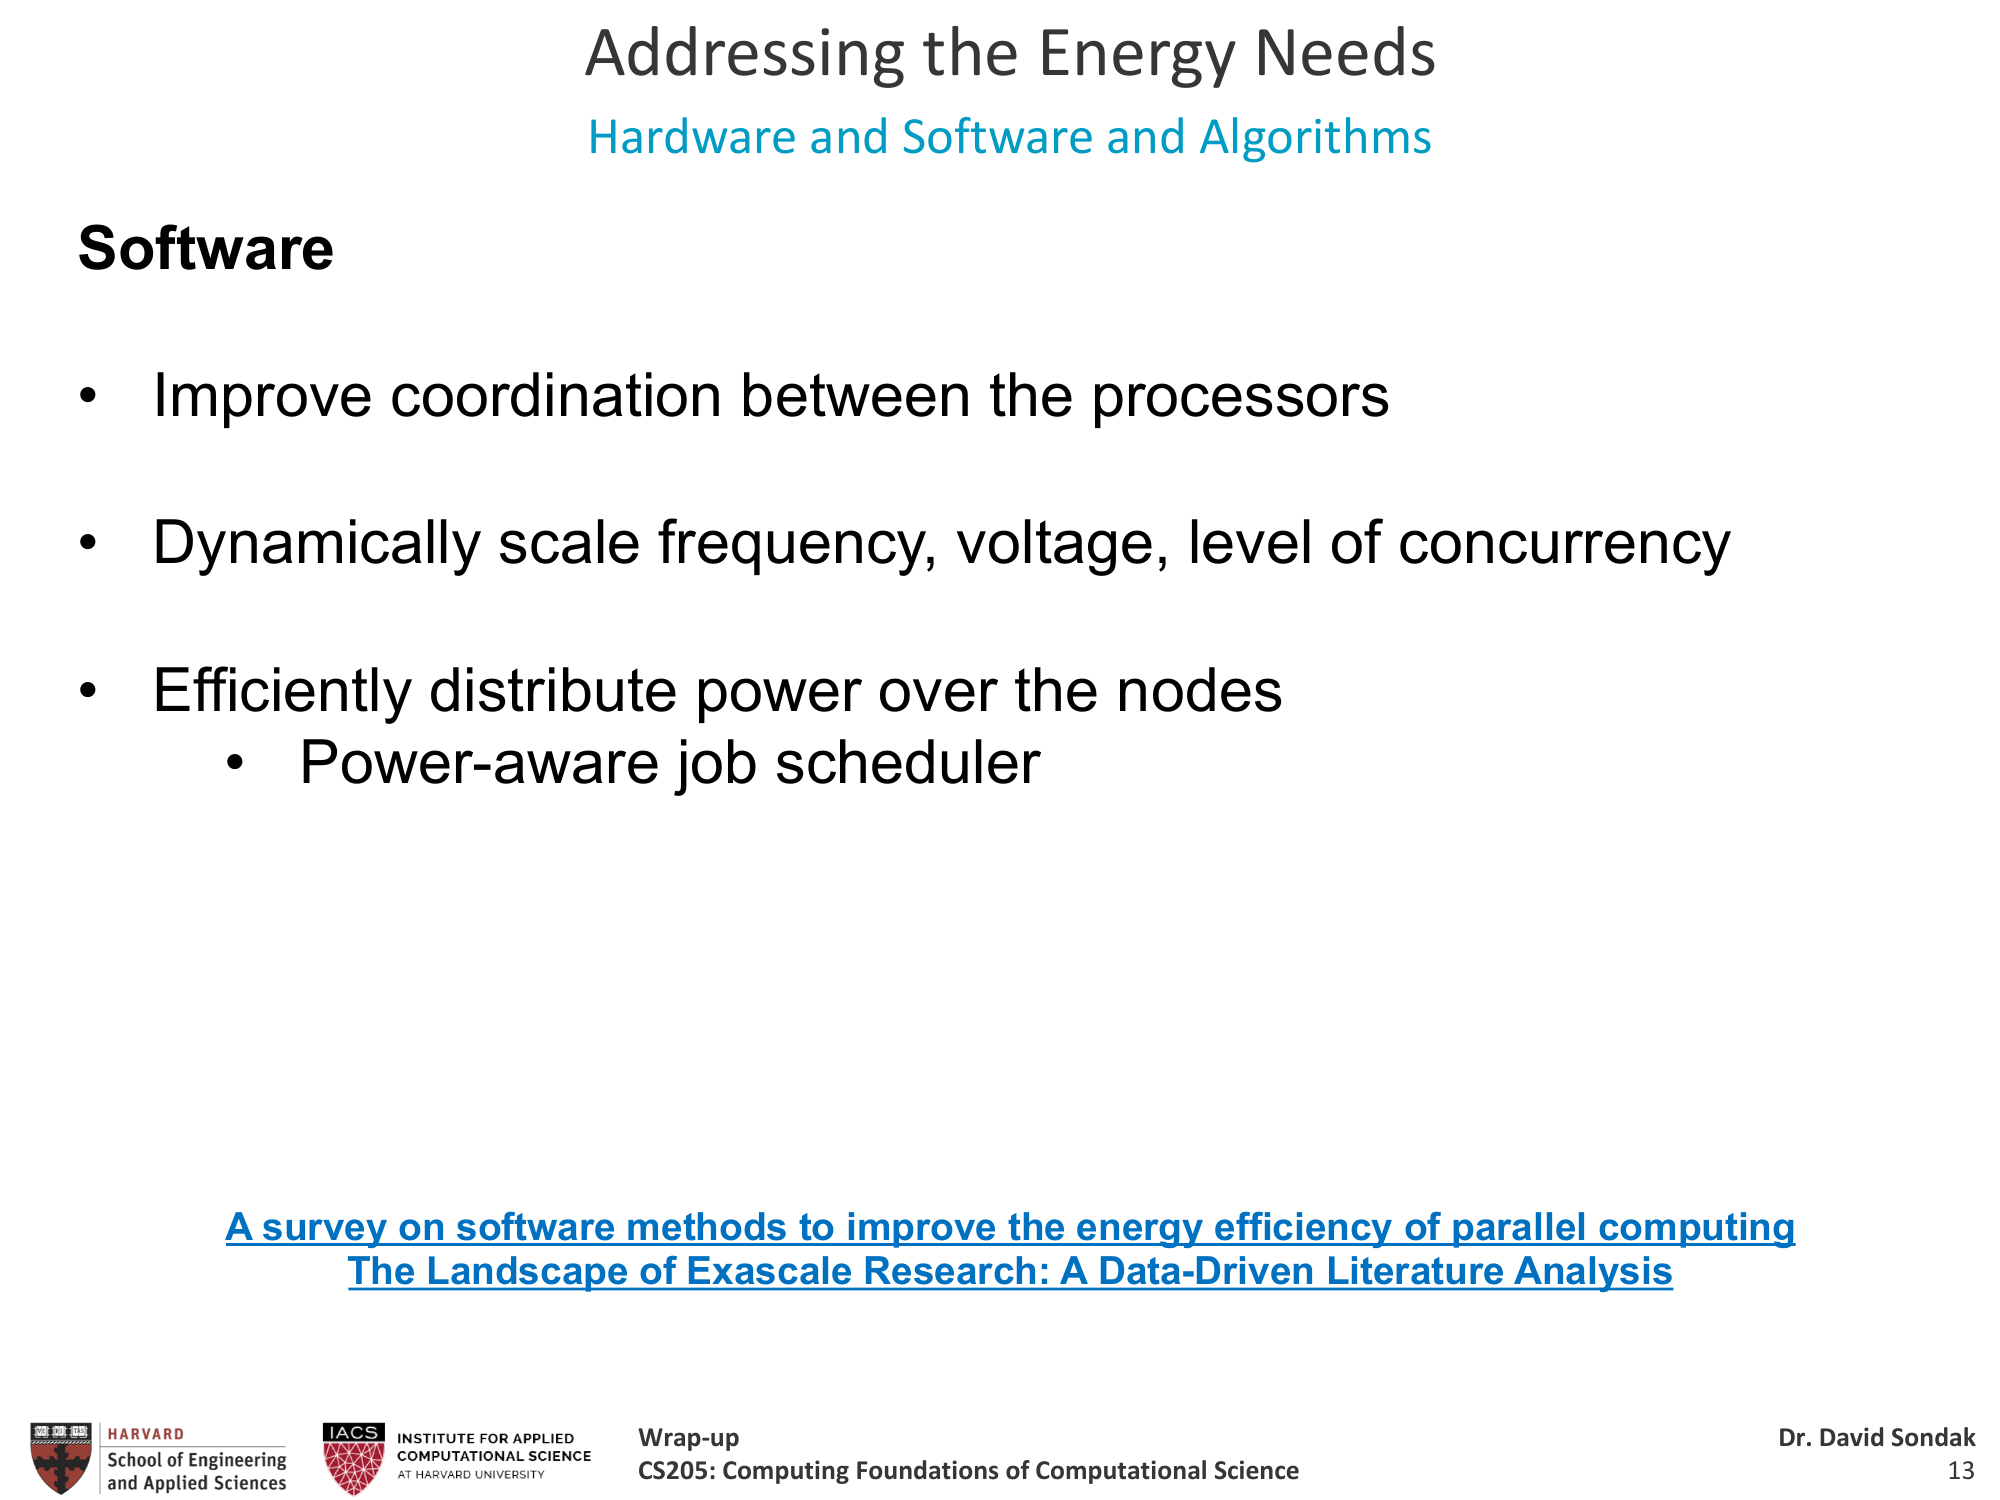 Addressing the Energy Needs
Hardware and Software and Algorithms
Software
• Improve coordination between the processors
• Dynamically scale frequency, voltage, level of concurrency
• Efficiently distribute power over the nodes
• Power-aware job scheduler
A survey on software methods to improve the energy efficiency of parallel computing
The Landscape of Exascale Research: A Data-Driven Literature Analysis
HARVARD
School of Engineering
and Applied Sciences
IACS
INSTITUTE FOR APPLIED
COMPUTATIONAL SCIENCE
AT HARVARD UNIVERSITY
Wrap-up
CS205: Computing Foundations of Computational Science
Dr. David Sondak
13